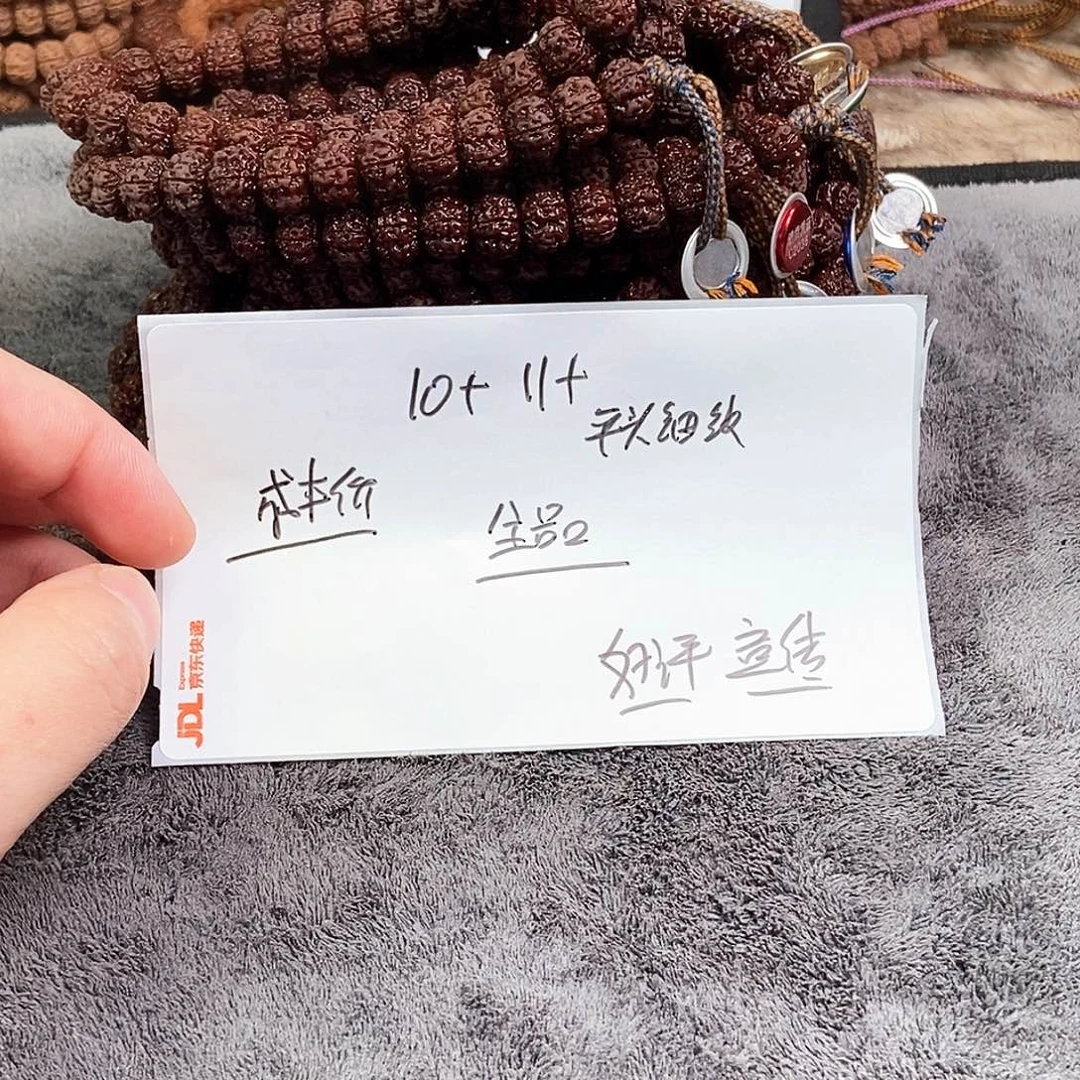 10+ 11+
平头细纹
成本价
全品
好评 宣传
JDL Express
京东快递